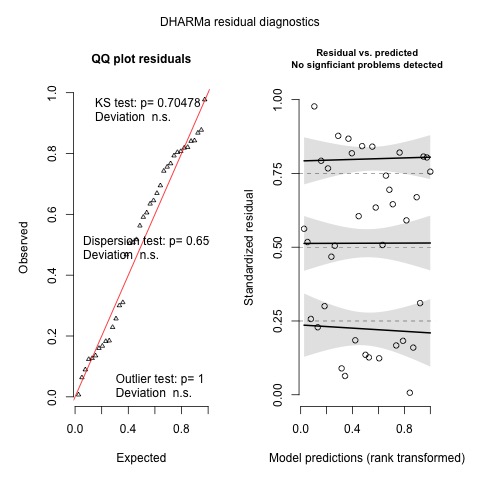 DHARMa residual diagnostics
QQ plot residuals
KS test: p= 0.70478
Deviation n.s.
Dispersion test: p= 0.65
Deviation n.s.
Outlier test: p= 1
Deviation n.s.
Observed
0.0
0.2
0.4
0.6
0.8
1.0
0.0
0.4
0.8
Expected
Residual vs. predicted
No signficiant problems detected
Standardized residual
0.00
0.25
0.50
0.75
1.00
0.0
0.4
0.8
Model predictions (rank transformed)